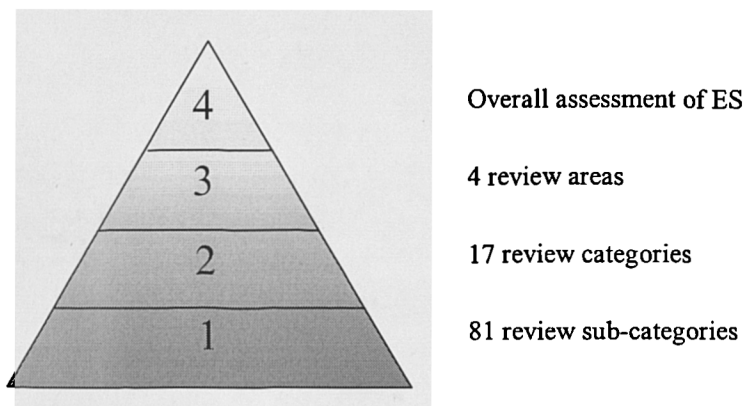 4 Overall assessment of ES
3 4 review areas
2 17 review categories
1 81 review sub-categories